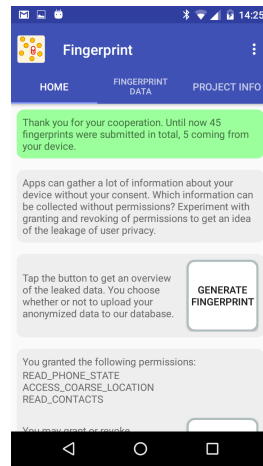 14:25
Fingerprint
HOME
FINGERPRINT
DATA
PROJECT INFO
Thank you for your cooperation. Until now 45
fingerprints were submitted in total, 5 coming from
your device.
Apps can gather a lot of information about your
device without your consent. Which information can
be collected without permissions? Experiment with
granting and revoking of permissions to get an idea
of the leakage of user privacy.
Tap the button to get an overview
of the leaked data. You choose
whether or not to upload your
anonymized data to our database.
GENERATE
FINGERPRINT
You granted the following permissions:
READ_PHONE_STATE
ACCESS_COARSE_LOCATION
READ_CONTACTS
You may grant or revoke